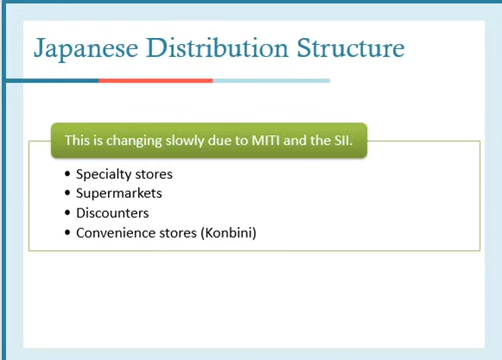 Japanese Distribution Structure
This is changing slowly due to MITI and the SII.
• Specialty stores
• Supermarkets
• Discounters
• Convenience stores (Konbini)